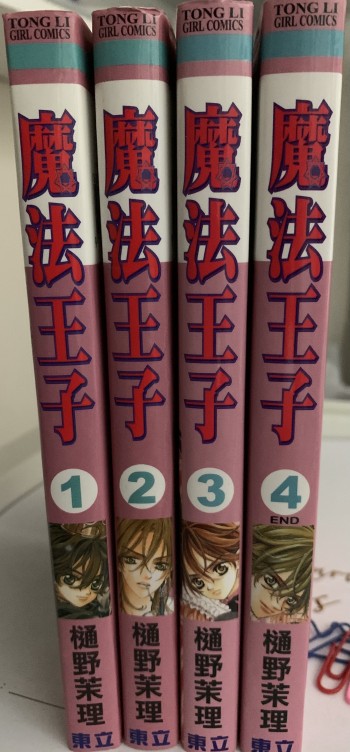 TONG LI
GIRL COMICS
魔法王子
1
樋野茉理
東立
TONG LI
GIRL COMICS
魔法王子
2
樋野茉理
東立
TONG LI
GIRL COMICS
魔法王子
3
樋野茉理
東立
TONG LI
GIRL COMICS
魔法王子
4
END
樋野茉理
東立